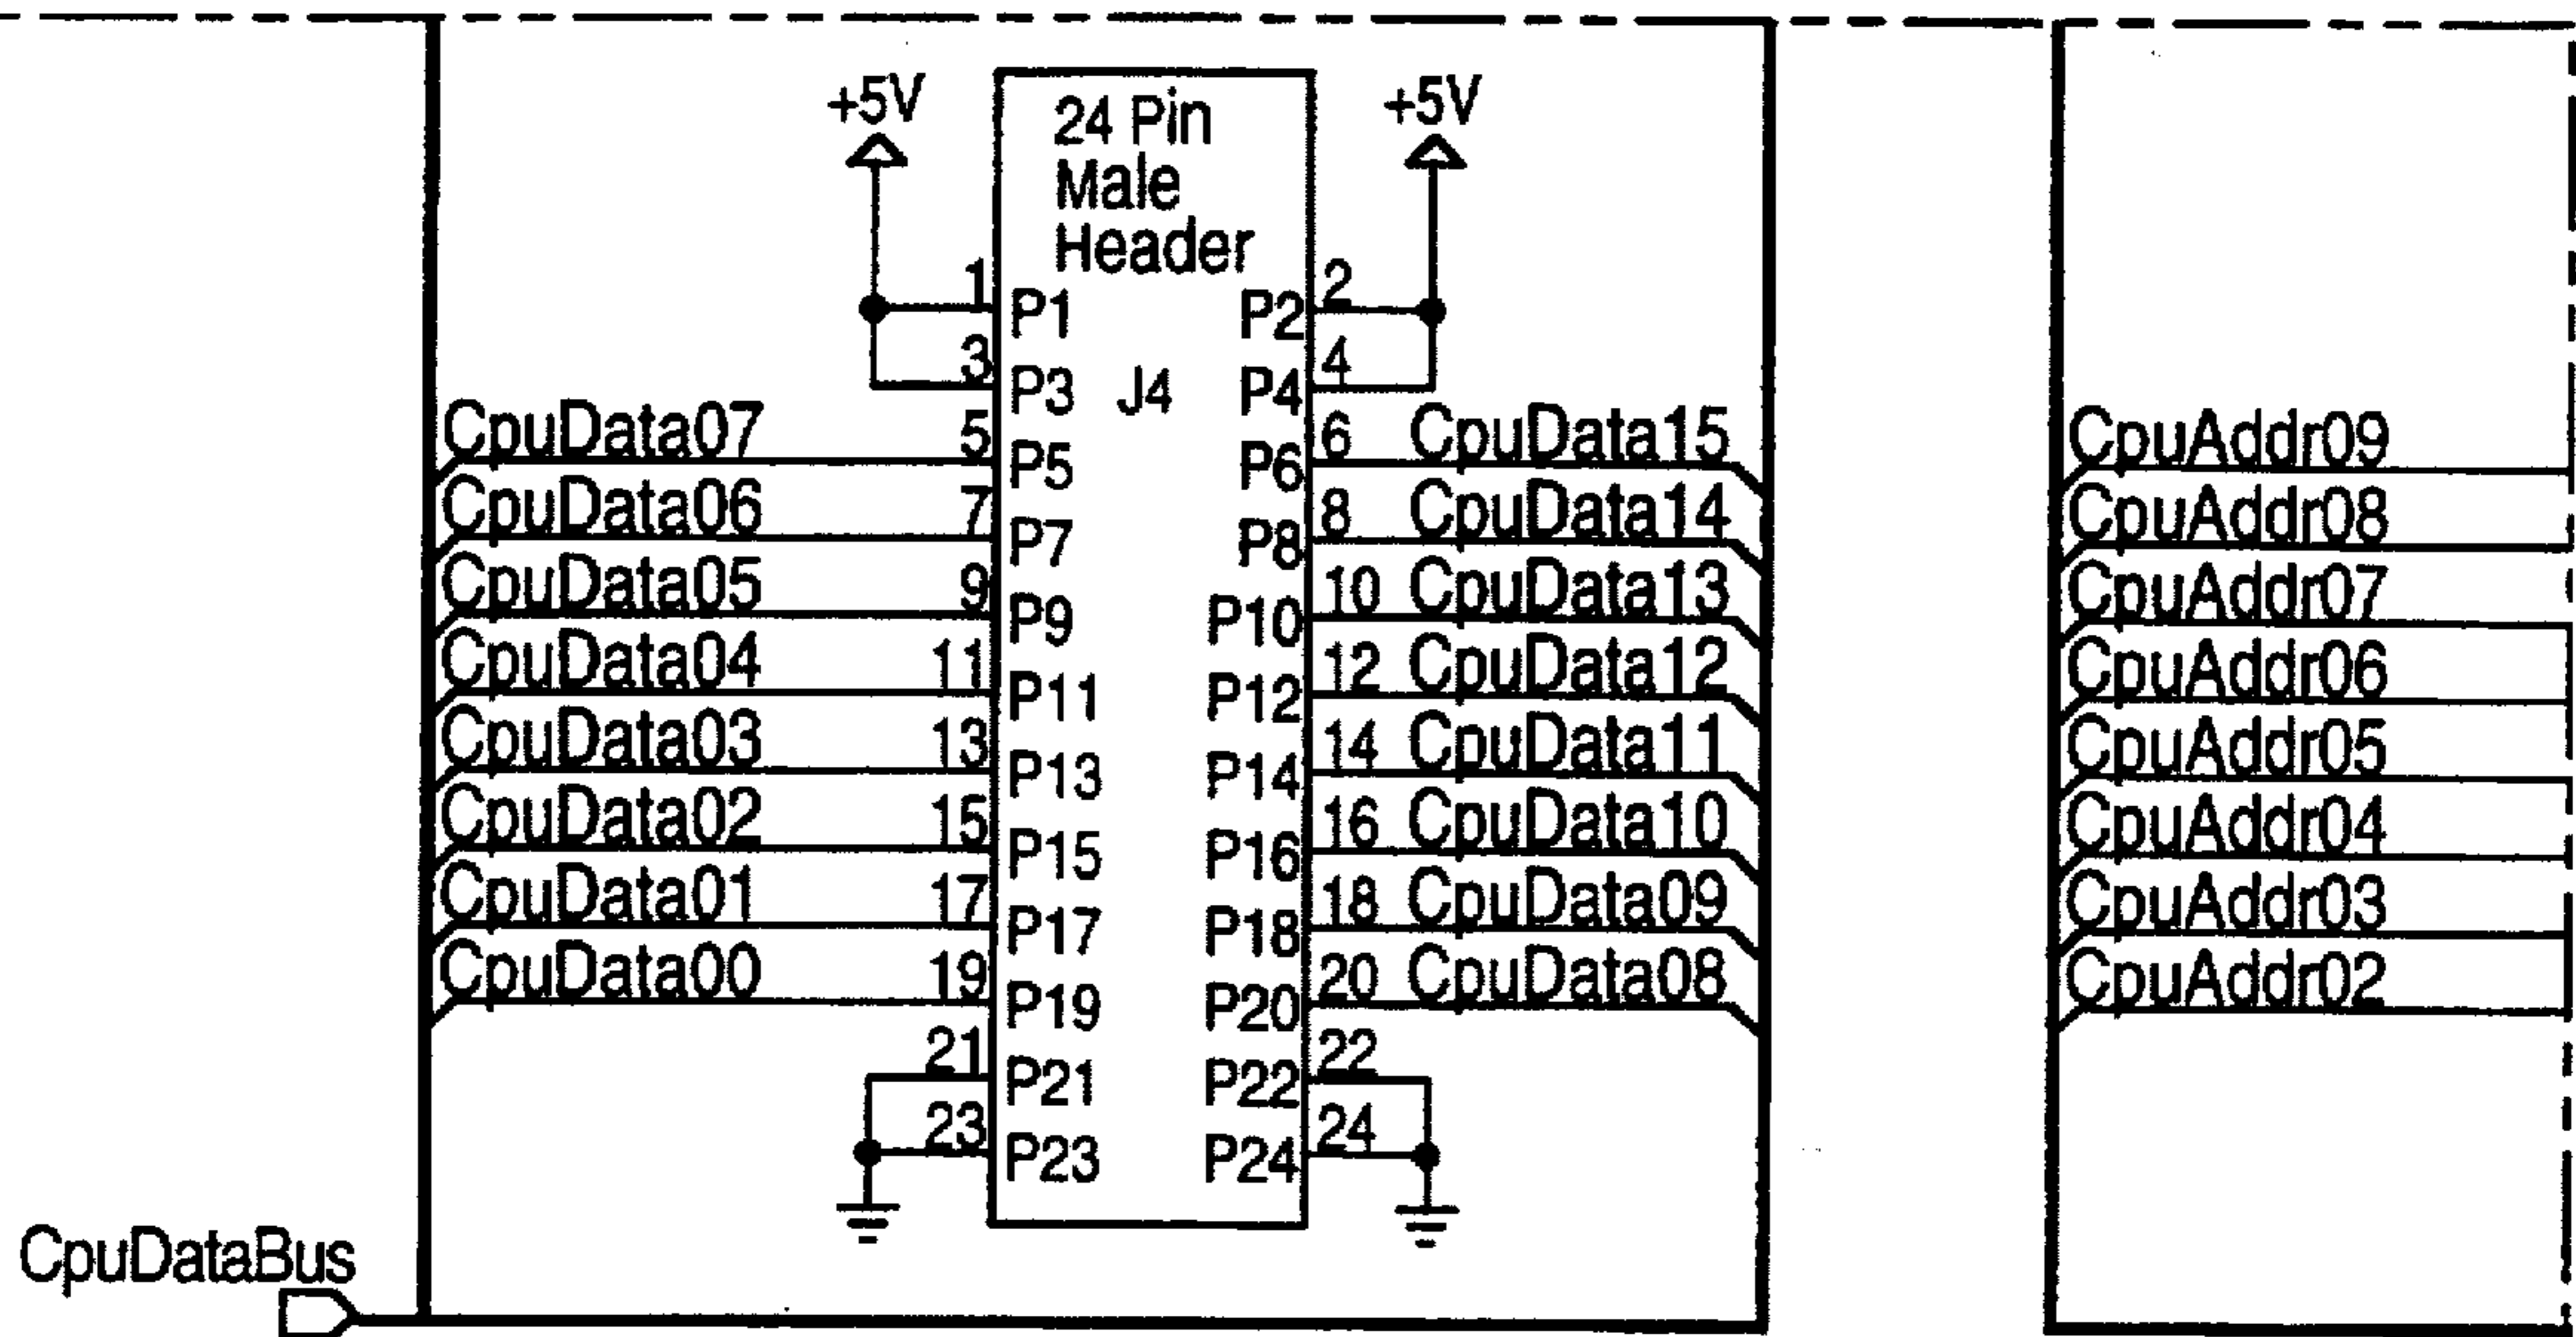 +5V
+5V
24 Pin
Male
Header
1 P1 P2 2
3 P3 J4 P4 4
CpuData07 5 P5 P6 6 CpuData15 CpuAddr09
CpuData06 7 P7 P8 8 CpuData14 CpuAddr08
CpuData05 9 P9 P10 10 CpuData13 CpuAddr07
CpuData04 11 P11 P12 12 CpuData12 CpuAddr06
CpuData03 13 P13 P14 14 CpuData11 CpuAddr05
CpuData02 15 P15 P16 16 CpuData10 CpuAddr04
CpuData01 17 P17 P18 18 CpuData09 CpuAddr03
CpuData00 19 P19 P20 20 CpuData08 CpuAddr02
21 P21 P22 22
23 P23 P24 24
CpuDataBus